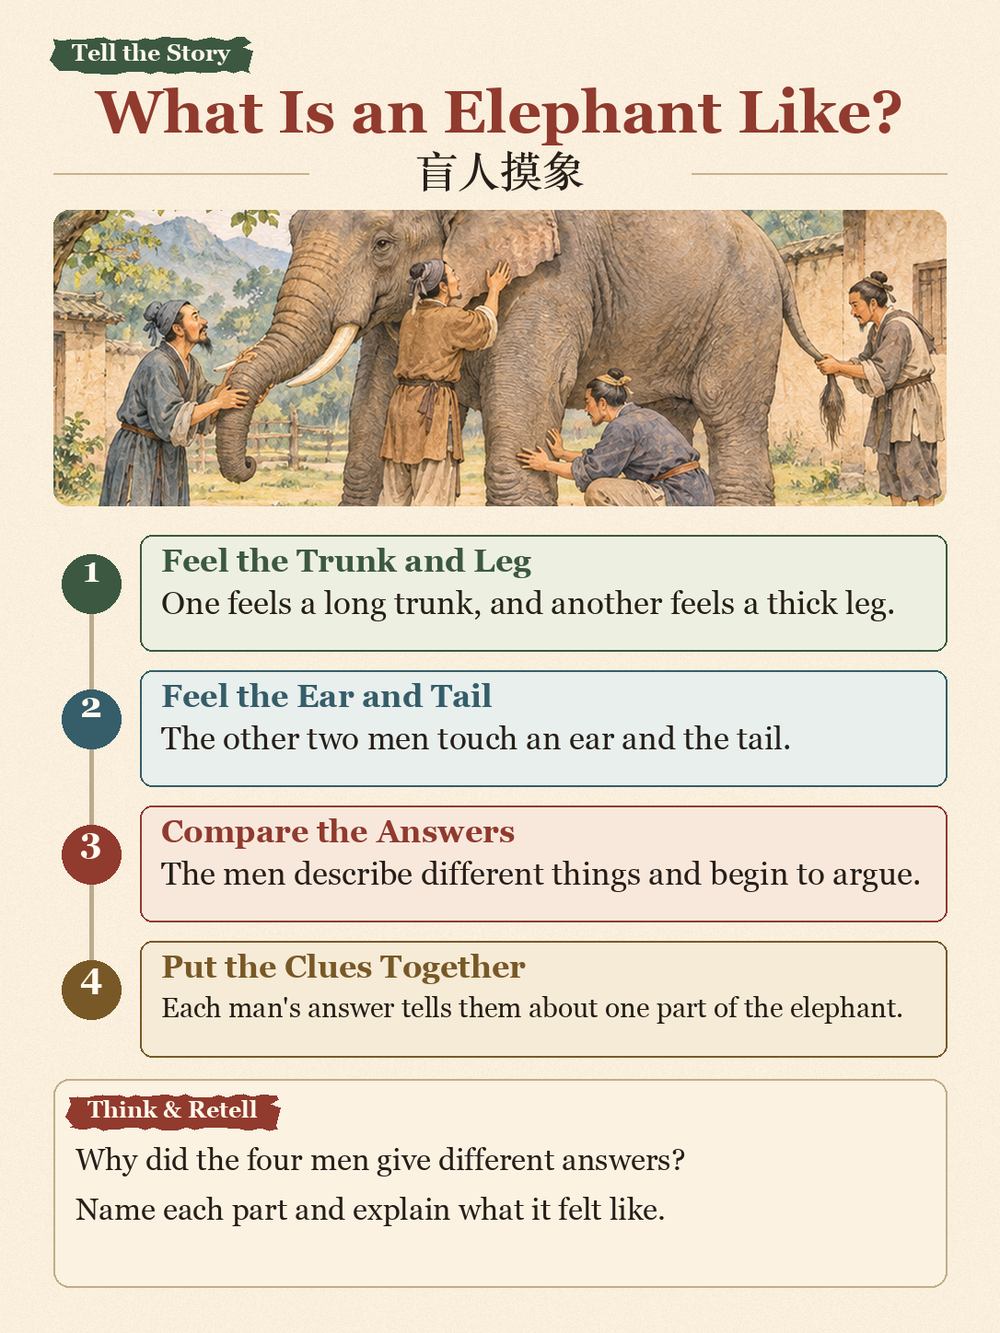 Tell the Story
What Is an Elephant Like?
盲人摸象
1
Feel the Trunk and Leg
One feels a long trunk, and another feels a thick leg.
2
Feel the Ear and Tail
The other two men touch an ear and the tail.
3
Compare the Answers
The men describe different things and begin to argue.
4
Put the Clues Together
Each man's answer tells them about one part of the elephant.
Think & Retell
Why did the four men give different answers?
Name each part and explain what it felt like.